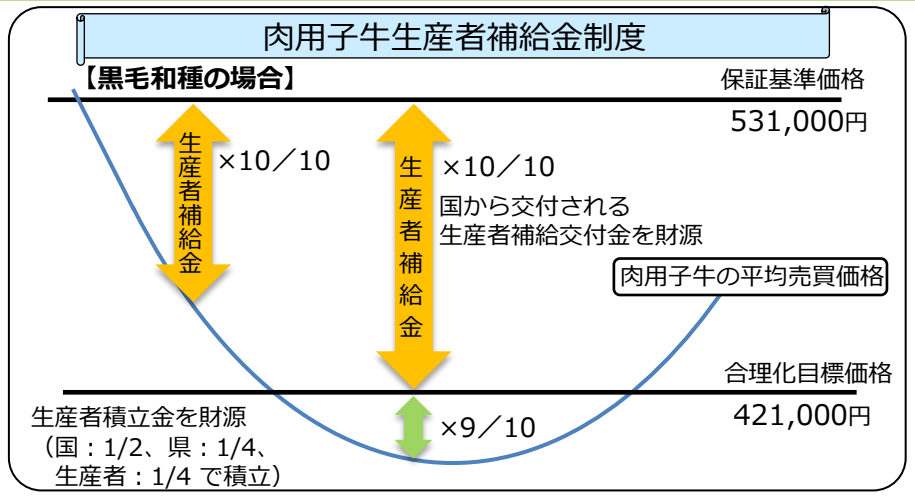 肉用子牛生産者補給金制度
【黒毛和種の場合】
保証基準価格
531,000円
生産者補給金
×10／10
生産者補給金
×10／10
国から交付される
生産者補給交付金を財源
肉用子牛の平均売買価格
合理化目標価格
421,000円
生産者積立金を財源
（国：1/2、県：1/4、
生産者：1/4 で積立）
×9／10